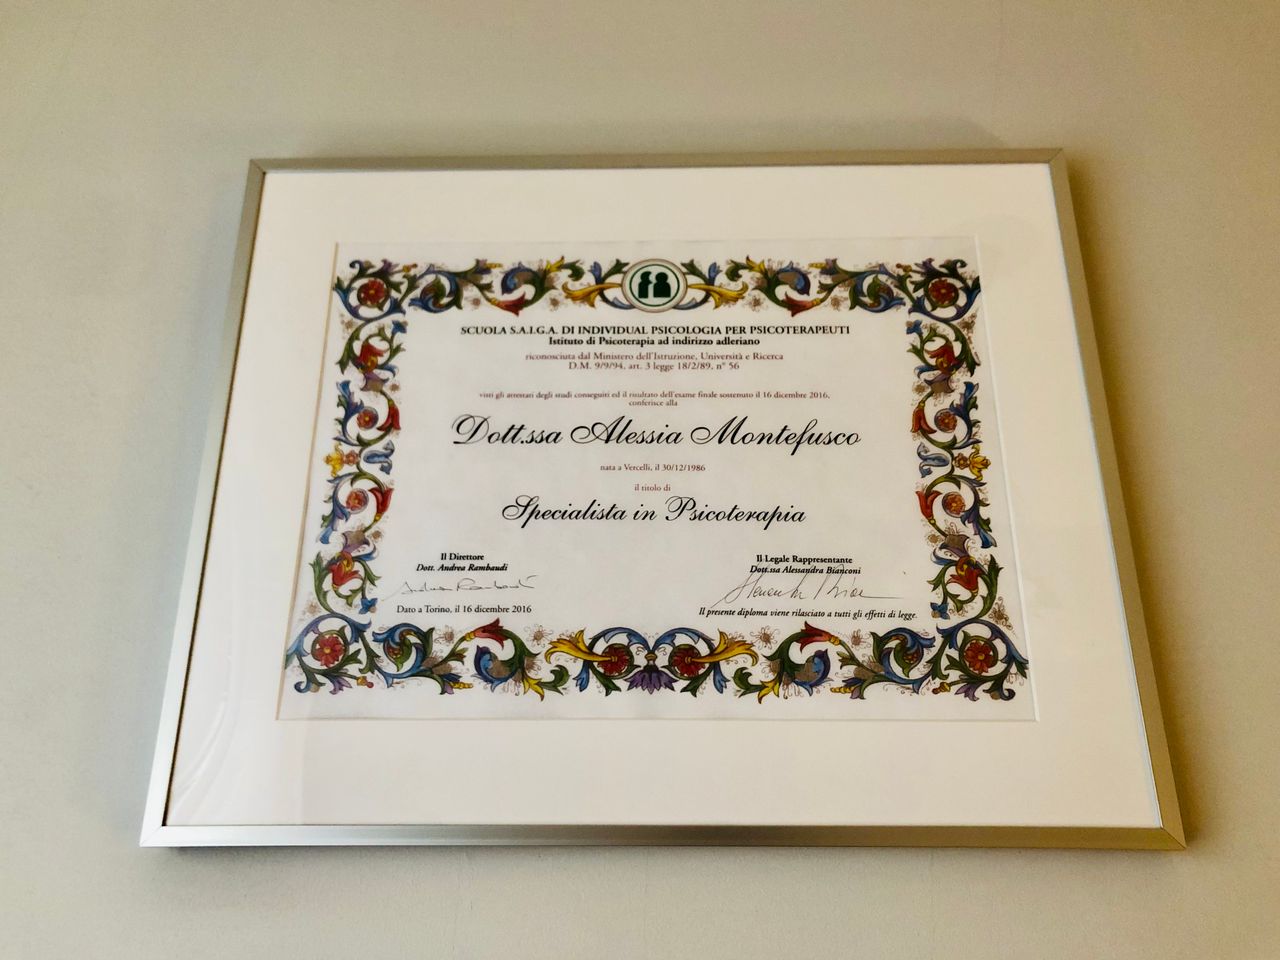 SCUOLA S.A.I.G.A. DI INDIVIDUAL PSICOLOGIA PER PSICOTERAPEUTI
Istituto di Psicoterapia ad indirizzo adleriano
riconosciuta dal Ministero dell'Istruzione, Università e Ricerca
D.M. 9/9/94, art. 3 legge 18/2/89, n° 56
visti gli attestati degli studi conseguiti ed il risultato dell'esame finale sostenuto il 16 dicembre 2016,
conferisce alla
Dott.ssa Alessia Montefusco
nata a Vercelli, il 30/12/1986
il titolo di
Specialista in Psicoterapia
Il Direttore
Dott. Andrea Rambaudi
Andrea Rambaudi
Dato a Torino, il 16 dicembre 2016
Il Legale Rappresentante
Dott.ssa Alessandra Bianconi
Il presente diploma viene rilasciato a tutti gli effetti di legge.